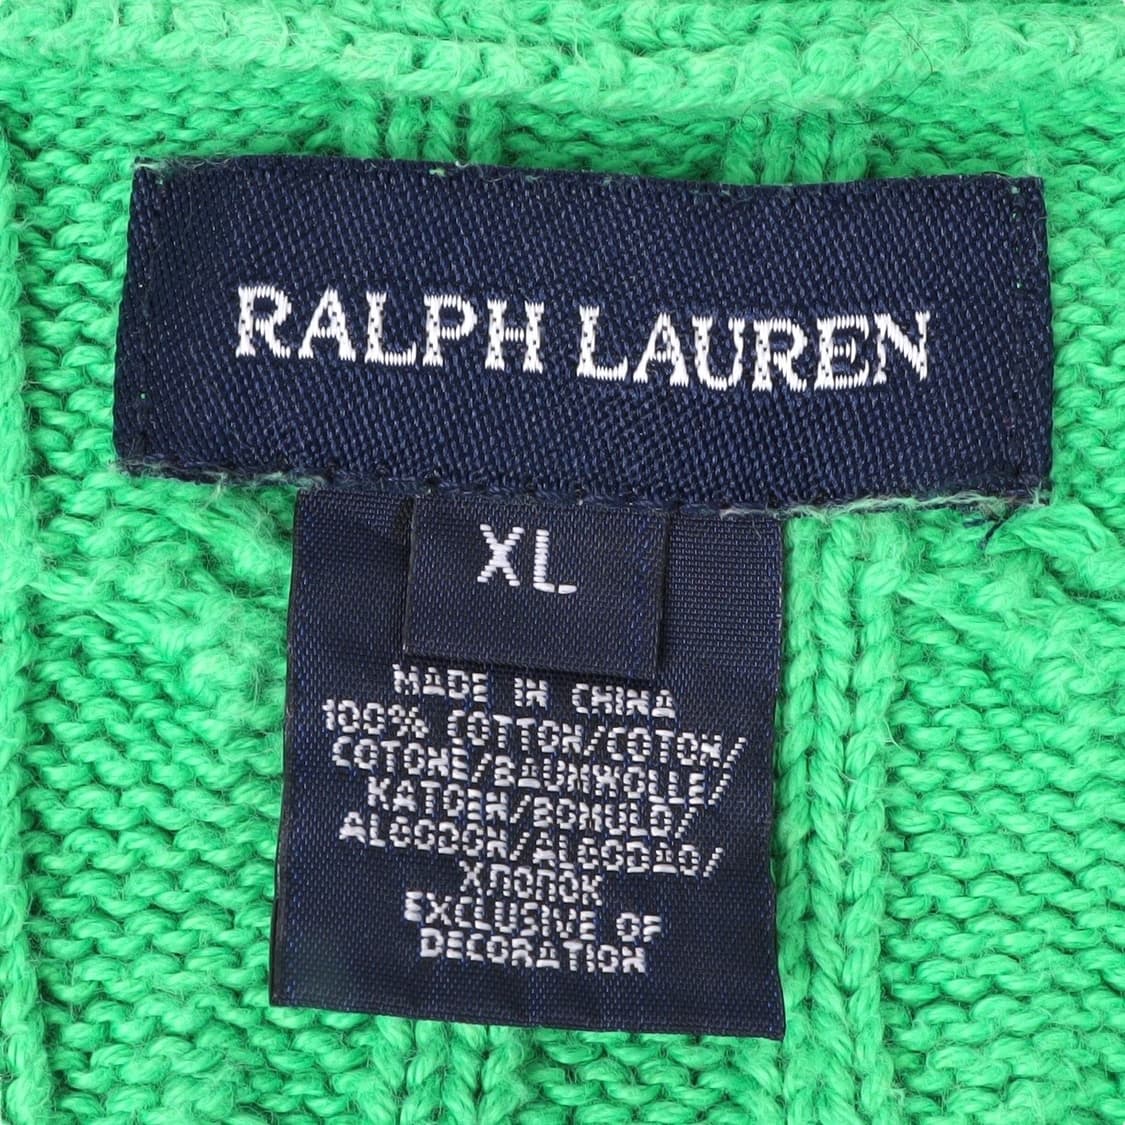 RALPH LAUREN
XL
MADE IN CHINA
100% COTTON/COTON/
COTONE/BAUMWOLLE/
KATOEN/BOMULD/
ALGODON/ALGODAO/
ХЛОПОК
EXCLUSIVE OF
DECORATION